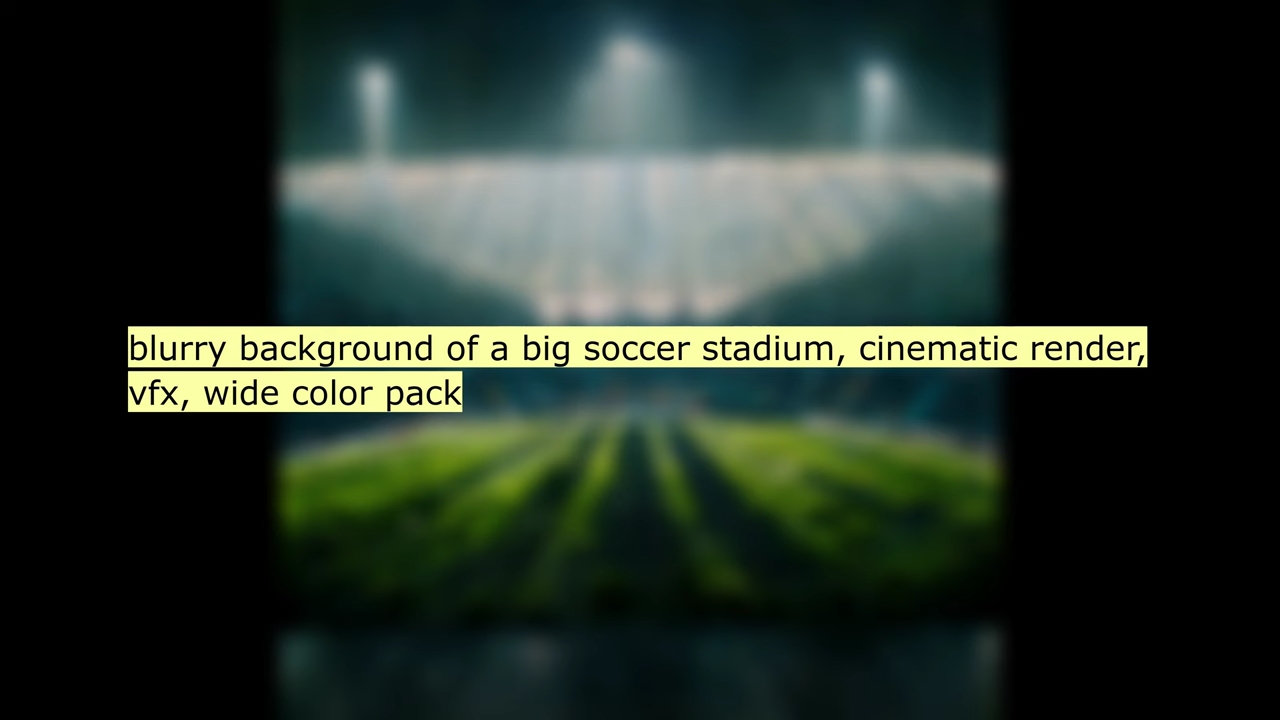 blurry background of a big soccer stadium, cinematic render,
vfx, wide color pack